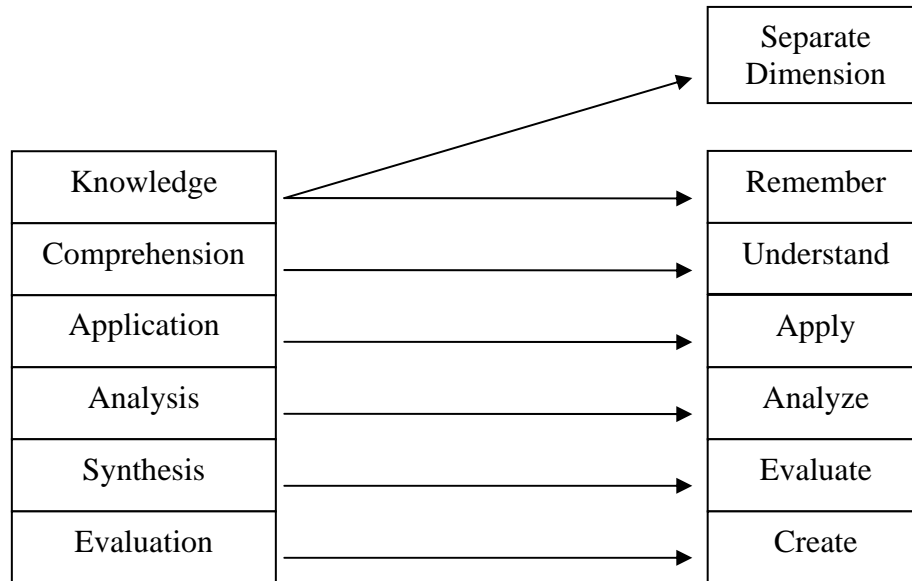 Separate
Dimension
Knowledge
Remember
Comprehension
Understand
Application
Apply
Analysis
Analyze
Synthesis
Evaluate
Evaluation
Create